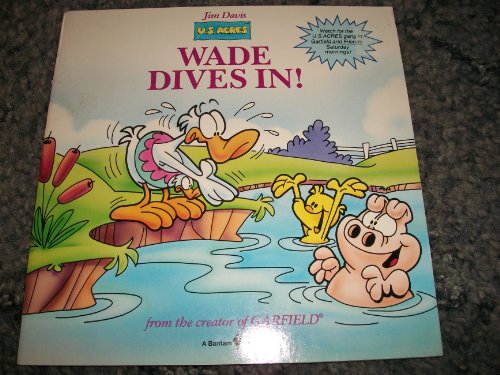 Jim Davis
U.S. ACRES
WADE
DIVES IN!
Watch for the
U.S. ACRES gang in
Garfield and Friends
Saturday
mornings!
from the creator of GARFIELD®
A Bantam